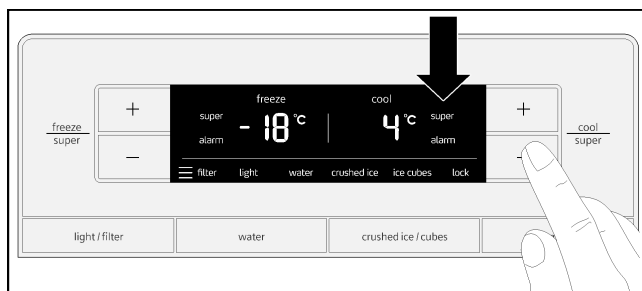 freeze
cool
+
super
- 18 °C
4 °C
super
+
freeze
super
alarm
alarm
cool
super
−
−
filter light water crushed ice ice cubes lock
light / filter
water
crushed ice / cubes